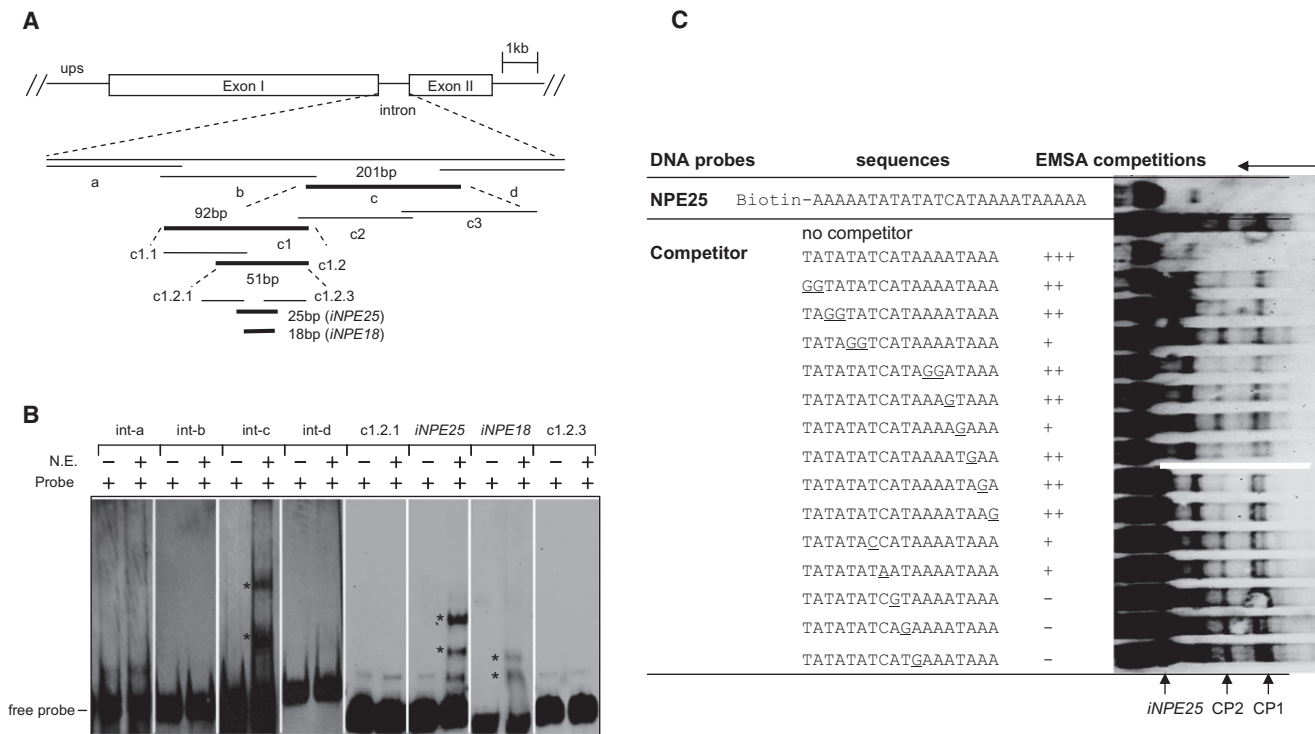 A
ups
Exon I
Exon II
1kb
intron
a
b
201bp
c
d
92bp
c1
c2
c3
c1.1
c1.2
51bp
c1.2.1
c1.2.3
25bp (iNPE25)
18bp (iNPE18)
B
int-a int-b int-c int-d c1.2.1 iNPE25 iNPE18 c1.2.3
N.E. – + – + – + – + – + – + – + – +
Probe + + + + + + + + + + + + + + + +
*
*
*
*
*
*
free probe
C
DNA probes sequences EMSA competitions
NPE25 Biotin-AAAAATATATATCATAAAATAAAAA
no competitor
Competitor TATATATCATAAAATAAA +++
GGTATATCATAAAATAAA ++
TAGGTATCATAAAATAAA ++
TATAGGTCATAAAATAAA +
TATATATCATAGGATAAA ++
TATATATCATAAAGTAAA ++
TATATATCATAAAAGAAA +
TATATATCATAAAATGAA ++
TATATATCATAAAATAGA ++
TATATATCATAAAATAAG ++
TATATACCATAAAATAAA +
TATATATAATAAAATAAA +
TATATATCGTAAAATAAA –
TATATATCAGAAAATAAA –
TATATATCATGAAATAAA –
iNPE25 CP2 CP1